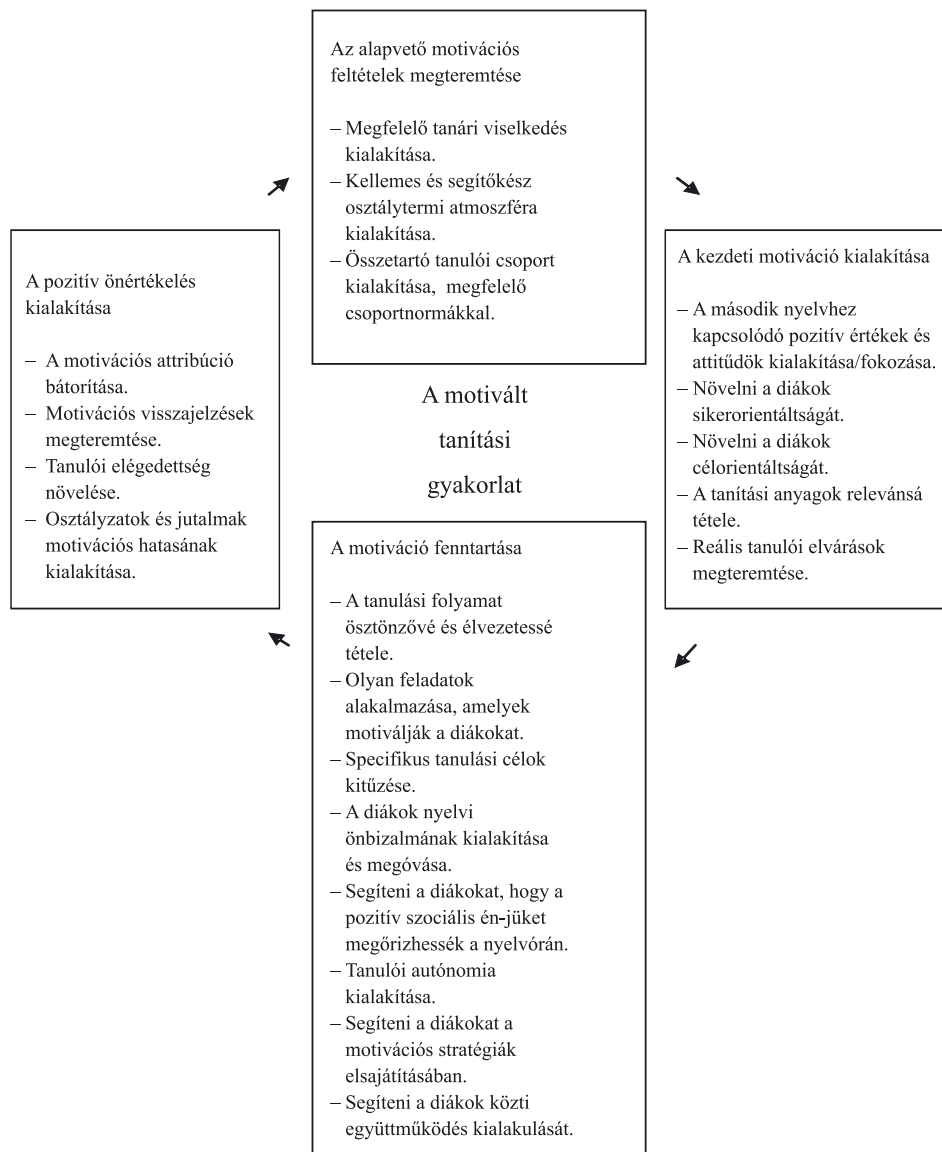 Az alapvető motivációs
feltételek megteremtése
– Megfelelő tanári viselkedés
kialakítása.
– Kellemes és segítőkész
osztálytermi atmoszféra
kialakítása.
– Összetartó tanulói csoport
kialakítása, megfelelő
csoportnormákkal.
A kezdeti motiváció kialakítása
– A második nyelvhez
kapcsolódó pozitív értékek és
attitűdök kialakítása/fokozása.
– Növelni a diákok
sikerorientáltságát.
– Növelni a diákok
célorientáltságát.
– A tanítási anyagok relevánsá
tétele.
– Reális tanulói elvárások
megteremtése.
A motiváció fenntartása
– A tanulási folyamat
ösztönzővé és élvezetessé
tétele.
– Olyan feladatok
alakalmazása, amelyek
motiválják a diákokat.
– Specifikus tanulási célok
kitűzése.
– A diákok nyelvi
önbizalmának kialakítása
és megóvása.
– Segíteni a diákokat, hogy a
pozitív szociális én-jüket
megőrizhessék a nyelvórán.
– Tanulói autónomia
kialakítása.
– Segíteni a diákokat a
motivációs stratégiák
elsajátításában.
– Segíteni a diákok közti
együttműködés kialakulását.
A pozitív önértékelés
kialakítása
– A motivációs attribúció
bátorítása.
– Motivációs visszajelzések
megteremtése.
– Tanulói elégedettség
növelése.
– Osztályzatok és jutalmak
motivációs hatasának
kialakítása.
A motivált
tanítási
gyakorlat